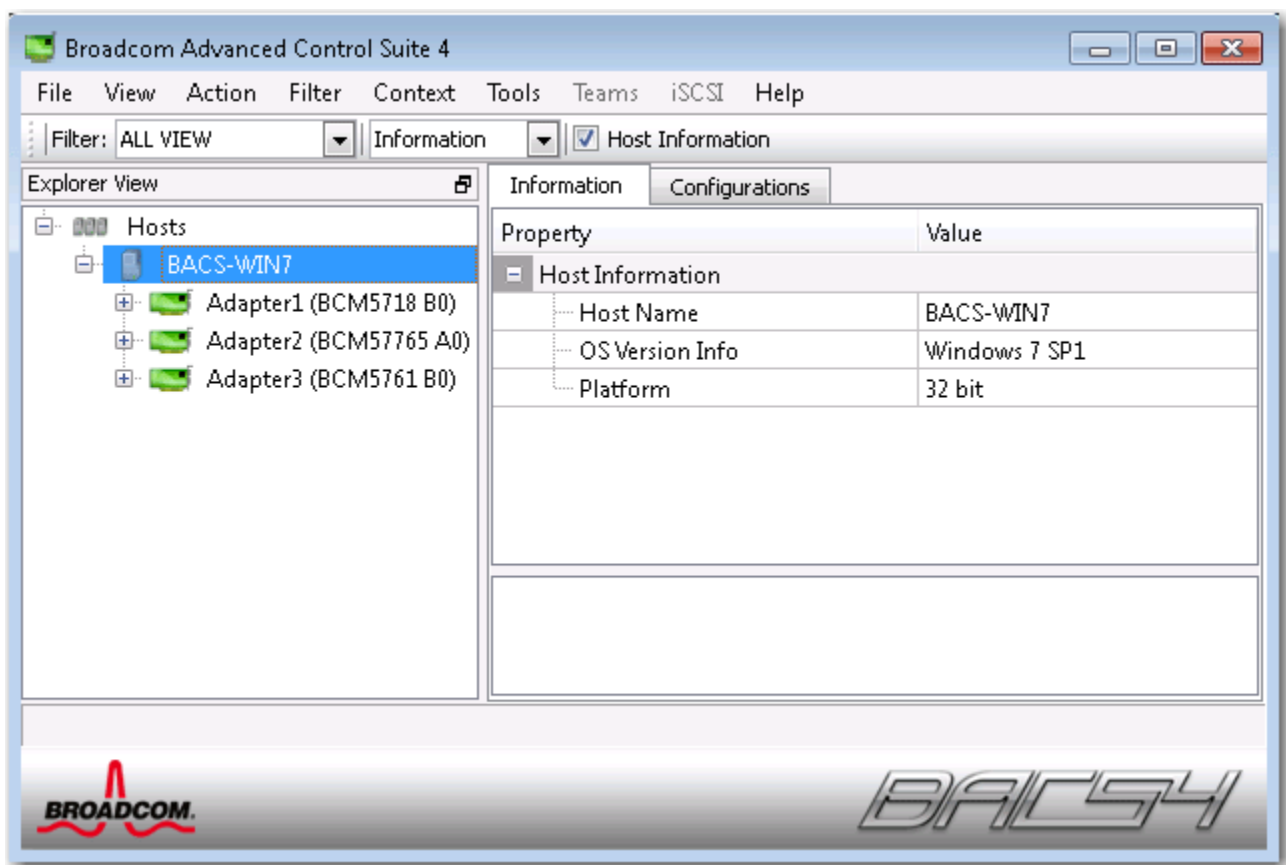 Broadcom Advanced Control Suite 4
File View Action Filter Context Tools Teams iSCSI Help
Filter: ALL VIEW Information Host Information
Explorer View
Hosts
BACS-WIN7
Adapter1 (BCM5718 B0)
Adapter2 (BCM57765 A0)
Adapter3 (BCM5761 B0)
Information Configurations
Property Value
Host Information
Host Name BACS-WIN7
OS Version Info Windows 7 SP1
Platform 32 bit
BROADCOM.
BACS4